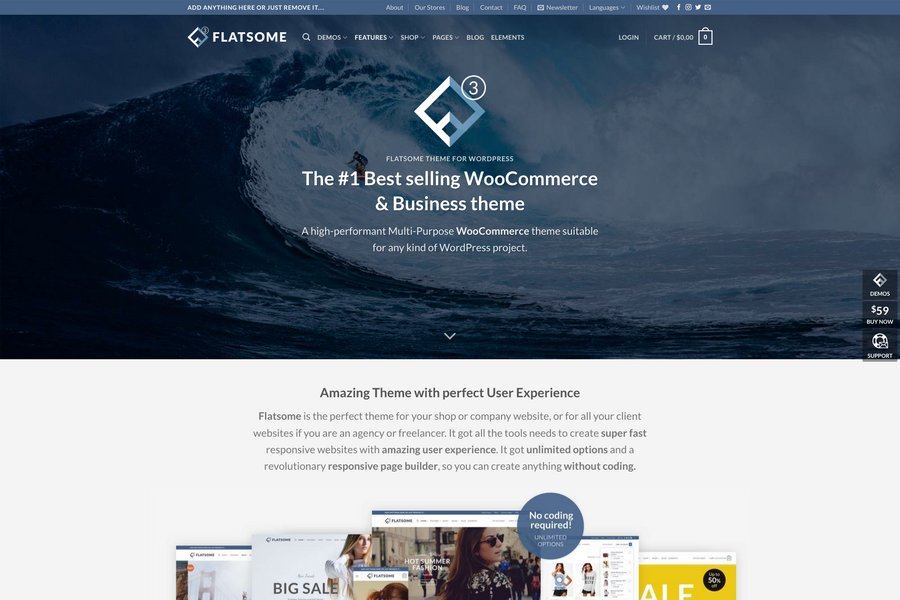 ADD ANYTHING HERE OR JUST REMOVE IT....
About
Our Stores
Blog
Contact
FAQ
Newsletter
Languages
Wishlist
3
FLATSOME
DEMOS
FEATURES
SHOP
PAGES
BLOG
ELEMENTS
LOGIN
CART / $0,00
0
3
FLATSOME THEME FOR WORDPRESS
The #1 Best selling WooCommerce
& Business theme
A high-performant Multi-Purpose WooCommerce theme suitable
for any kind of WordPress project.
DEMOS
$59
BUY NOW
SUPPORT
Amazing Theme with perfect User Experience
Flatsome is the perfect theme for your shop or company website, or for all your client
websites if you are an agency or freelancer. It got all the tools needs to create super fast
responsive websites with amazing user experience. It got unlimited options and a
revolutionary responsive page builder, so you can create anything without coding.
No coding
required!
UNLIMITED
OPTIONS
FLATSOME
FLATSOME
FLATSOME
FLATSOME
HOT SUMMER
FASHION
BIG SALE
Up to
50%
off
SALE